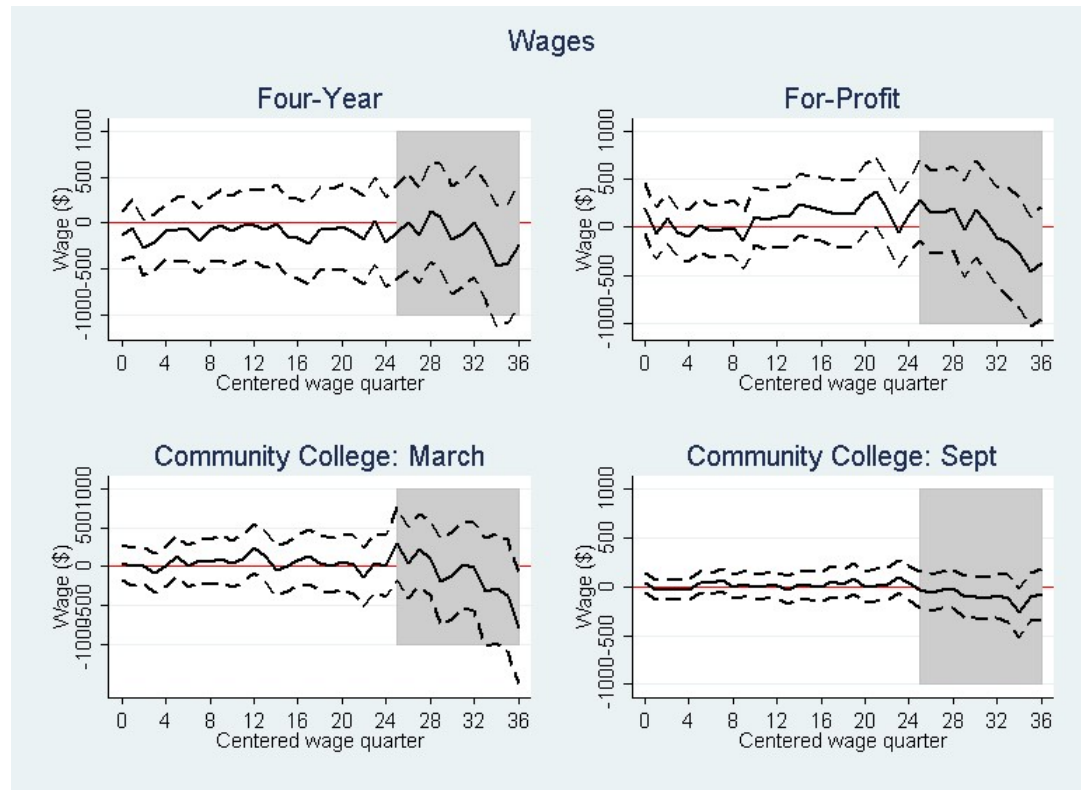 Wages
Four-Year
Wage ($)
-1000-500 0 500 1000
0 4 8 12 16 20 24 28 32 36
Centered wage quarter
For-Profit
Wage ($)
-1000 -500 0 500 1000
0 4 8 12 16 20 24 28 32 36
Centered wage quarter
Community College: March
Wage ($)
-1000-500 0 5001000
0 4 8 12 16 20 24 28 32 36
Centered wage quarter
Community College: Sept
Wage ($)
-1000-500 0 500 1000
0 4 8 12 16 20 24 28 32 36
Centered wage quarter